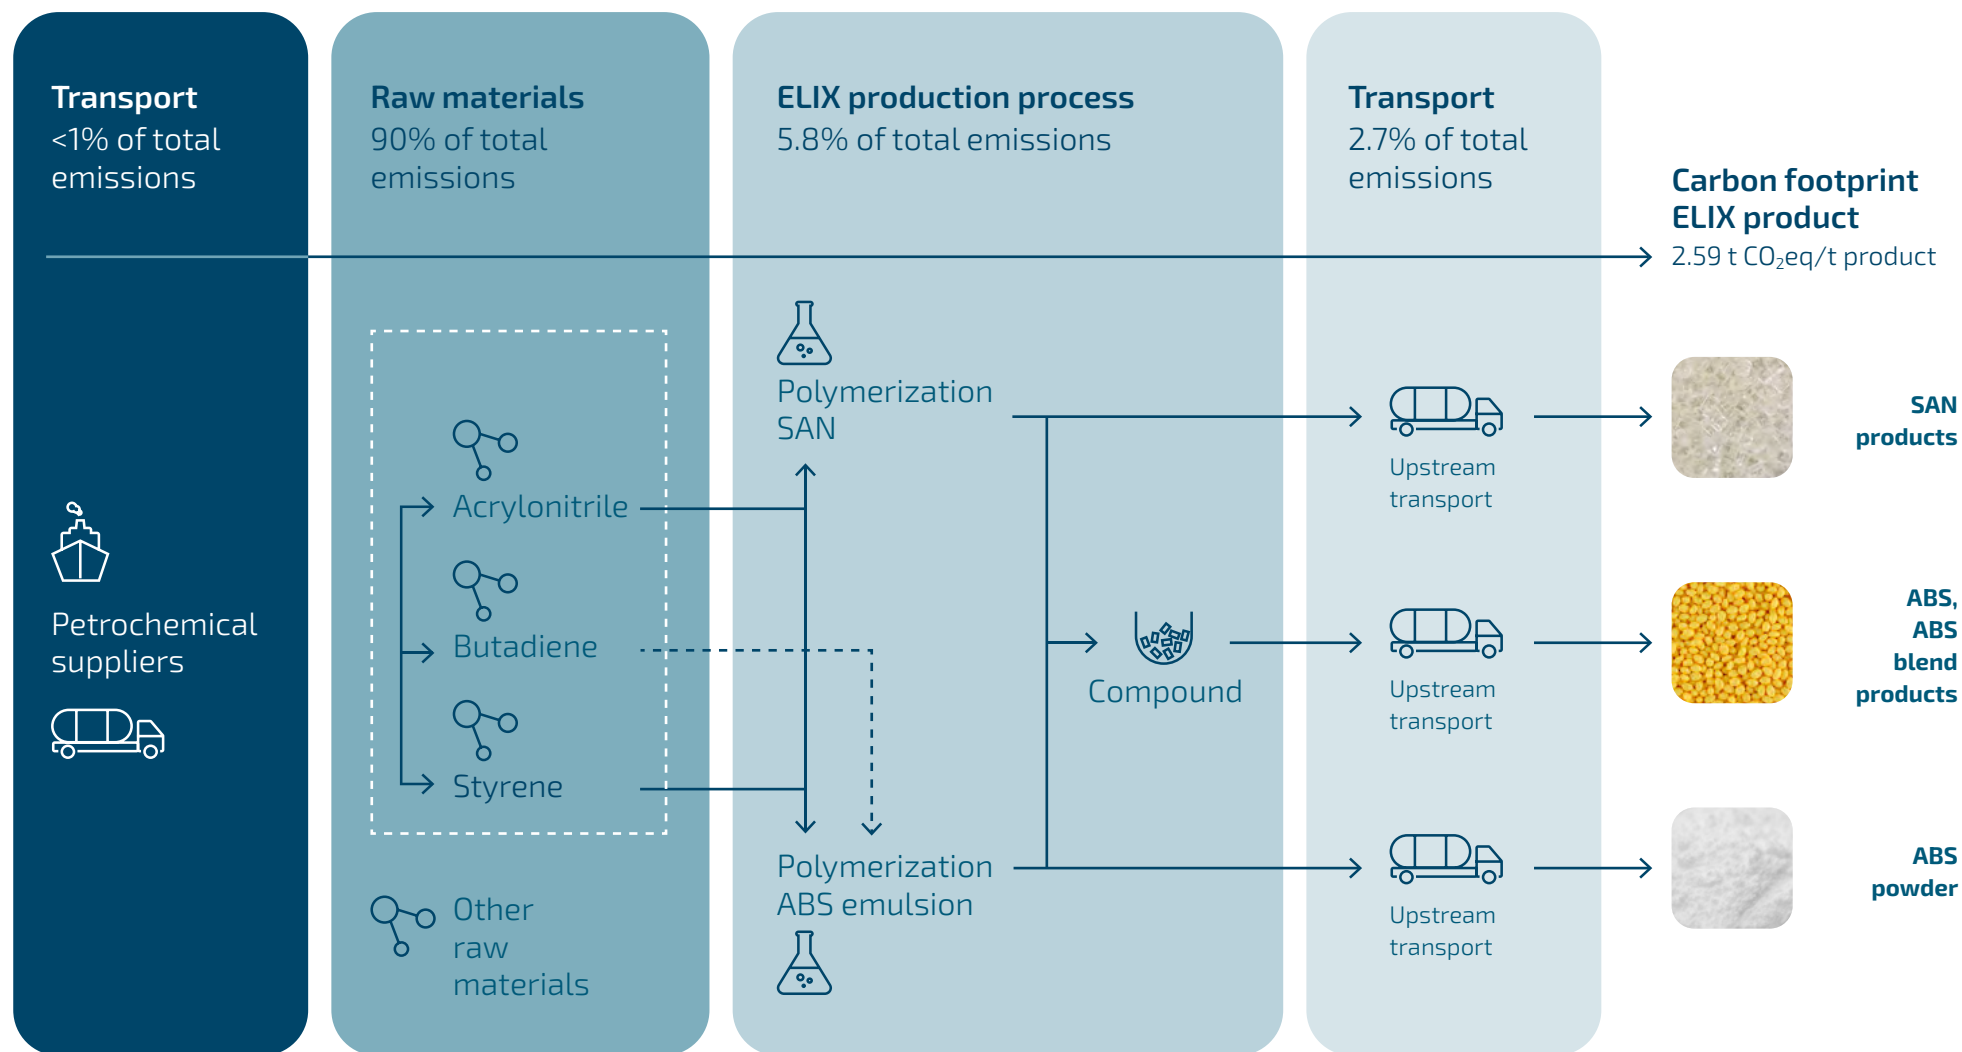 Transport
<1% of total
emissions
Petrochemical
suppliers
Raw materials
90% of total
emissions
Acrylonitrile
Butadiene
Styrene
Other
raw
materials
ELIX production process
5.8% of total emissions
Polymerization
SAN
Compound
Polymerization
ABS emulsion
Transport
2.7% of total
emissions
Upstream
transport
Upstream
transport
Upstream
transport
Carbon footprint
ELIX product
2.59 t CO₂eq/t product
SAN
products
ABS,
ABS
blend
products
ABS
powder